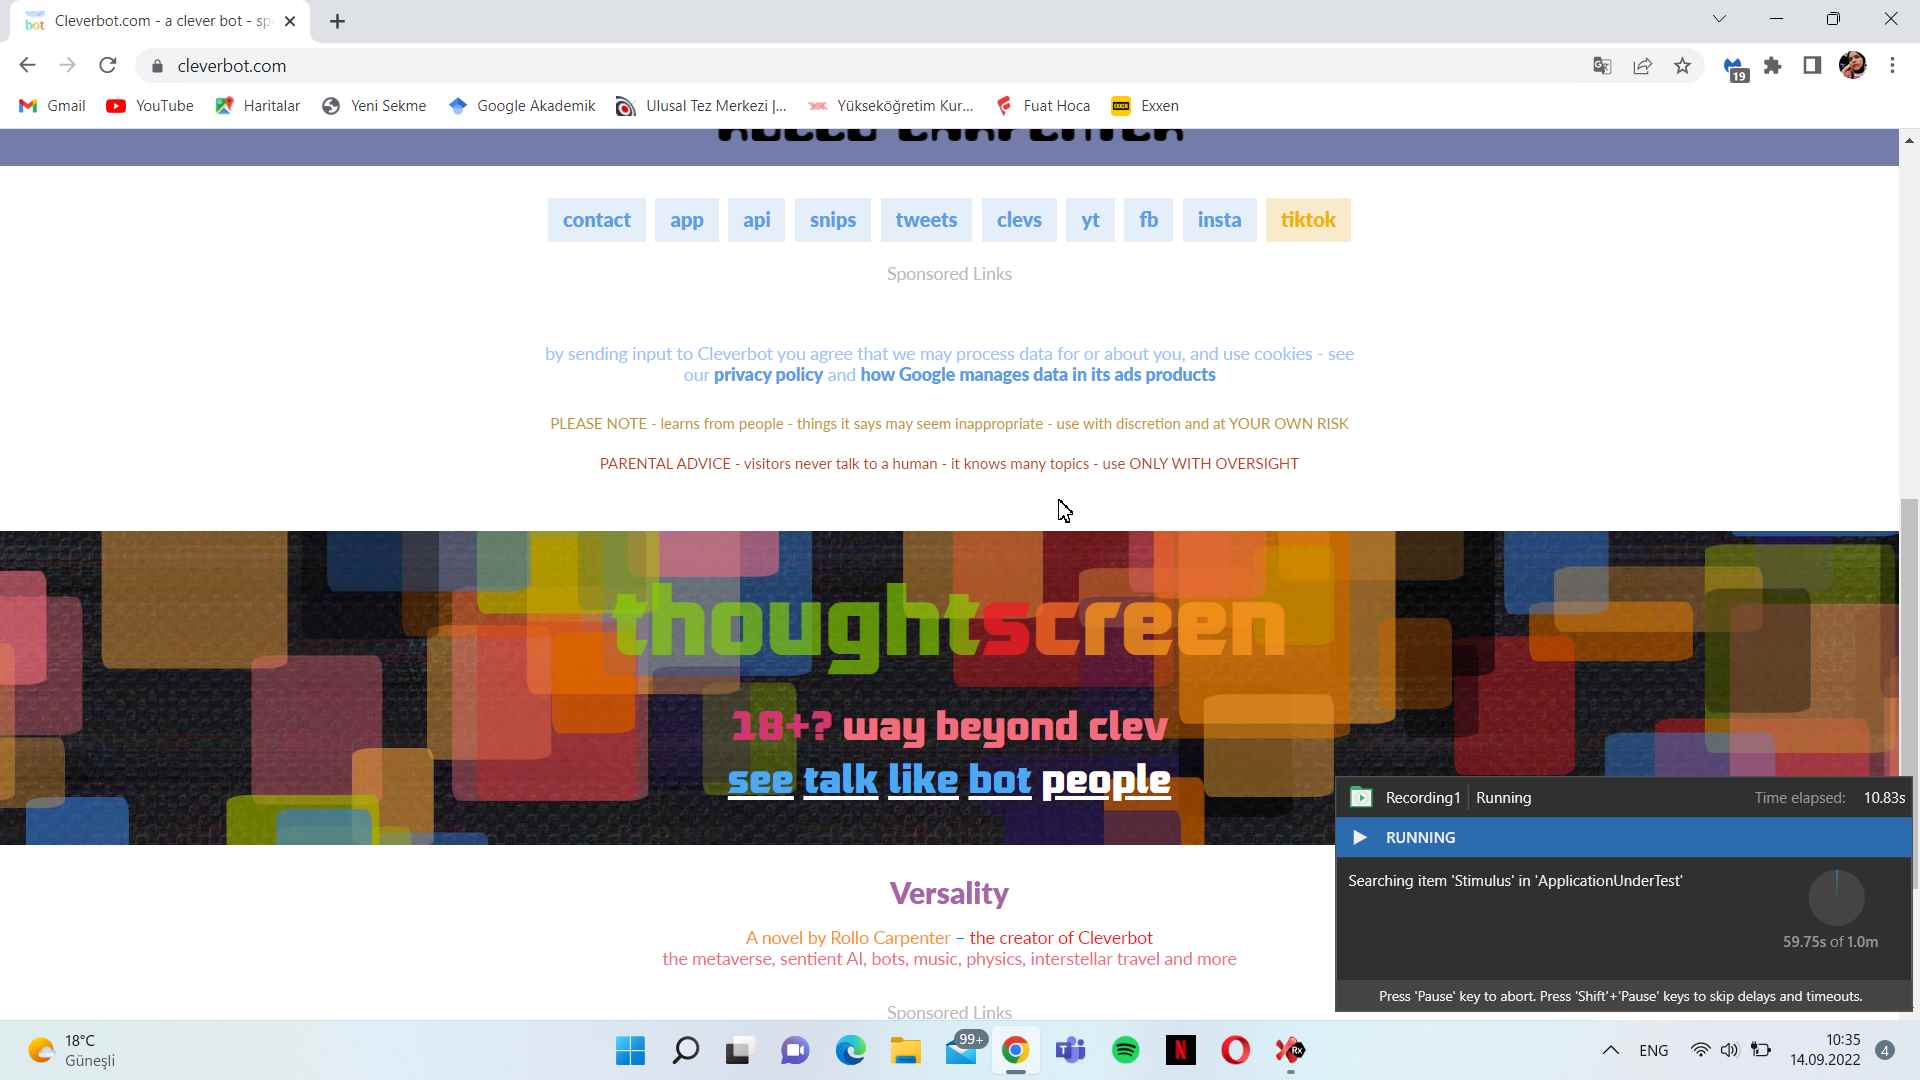 Cleverbot.com - a clever bot - sp
cleverbot.com
19
Gmail
YouTube
Haritalar
Yeni Sekme
Google Akademik
Ulusal Tez Merkezi |...
Yükseköğretim Kur...
Fuat Hoca
Exxen
ROLLO CARPENTER
contact
app
api
snips
tweets
clevs
yt
fb
insta
tiktok
Sponsored Links
by sending input to Cleverbot you agree that we may process data for or about you, and use cookies - see
our privacy policy and how Google manages data in its ads products
PLEASE NOTE - learns from people - things it says may seem inappropriate - use with discretion and at YOUR OWN RISK
PARENTAL ADVICE - visitors never talk to a human - it knows many topics - use ONLY WITH OVERSIGHT
thoughtscreen
18+? way beyond clev
see talk like bot people
Versality
A novel by Rollo Carpenter – the creator of Cleverbot
the metaverse, sentient AI, bots, music, physics, interstellar travel and more
Sponsored Links
Recording1 Running
Time elapsed: 10.83s
RUNNING
Searching item 'Stimulus' in 'ApplicationUnderTest'
59.75s of 1.0m
Press 'Pause' key to abort. Press 'Shift'+'Pause' keys to skip delays and timeouts.
18°C
Güneşli
99+
ENG
10:35
14.09.2022
4